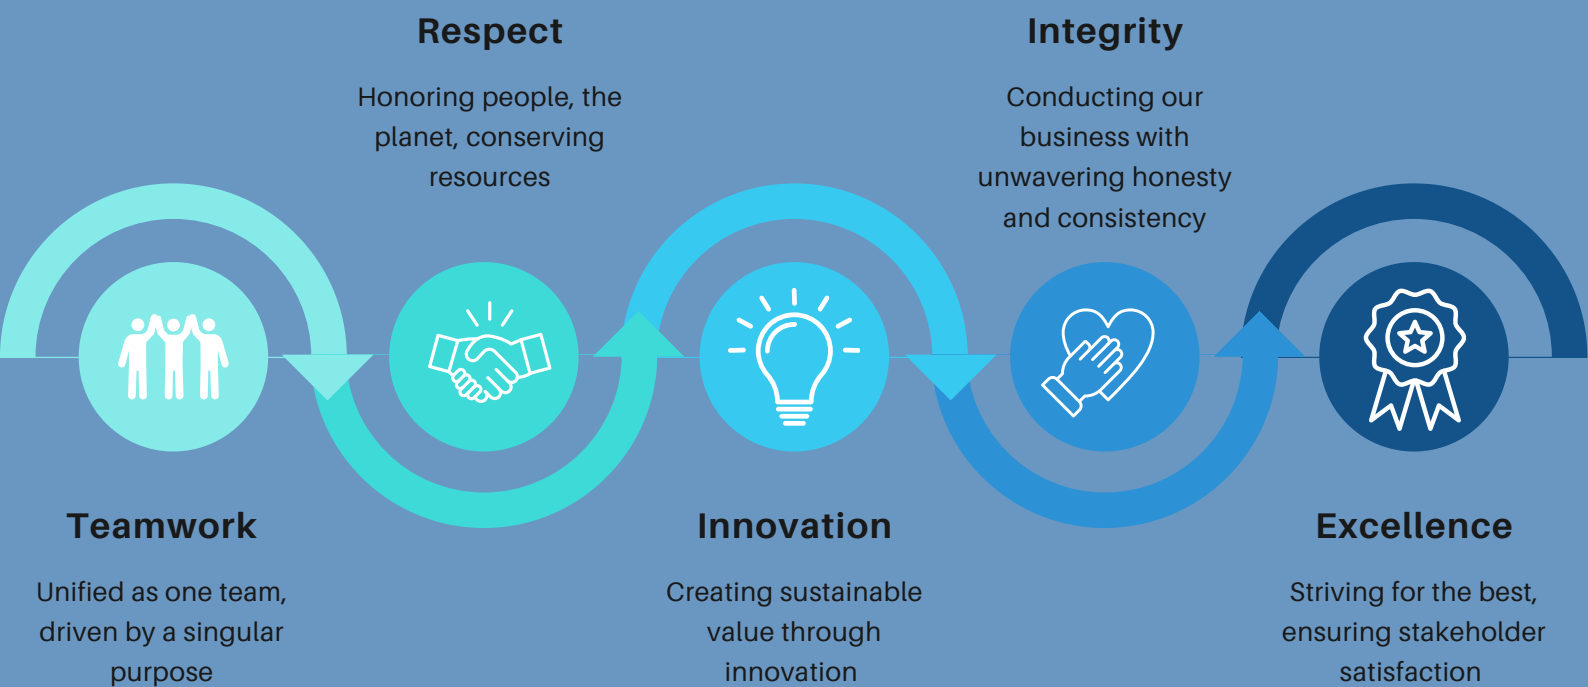 Respect
Honoring people, the
planet, conserving
resources
Integrity
Conducting our
business with
unwavering honesty
and consistency
Teamwork
Unified as one team,
driven by a singular
purpose
Innovation
Creating sustainable
value through
innovation
Excellence
Striving for the best,
ensuring stakeholder
satisfaction